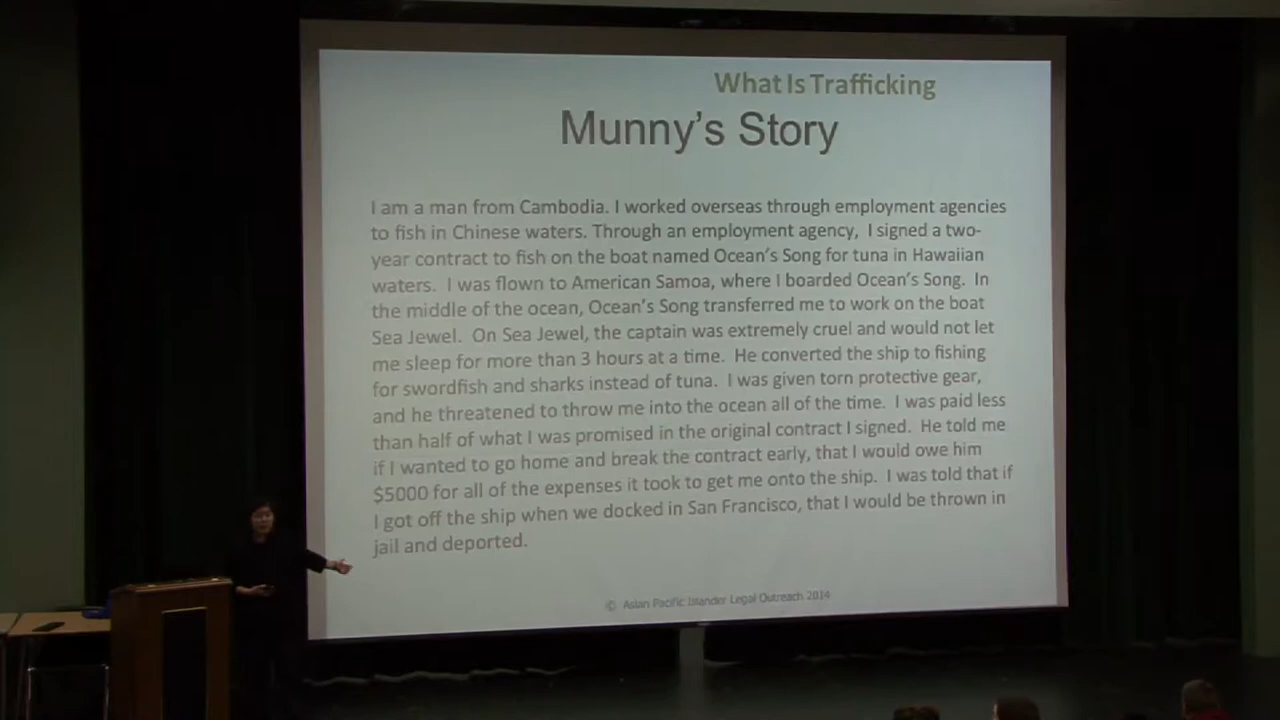 What Is Trafficking
Munny's Story
I am a man from Cambodia. I worked overseas through employment agencies
to fish in Chinese waters. Through an employment agency, I signed a two-
year contract to fish on the boat named Ocean's Song for tuna in Hawaiian
waters. I was flown to American Samoa, where I boarded Ocean's Song. In
the middle of the ocean, Ocean's Song transferred me to work on the boat
Sea Jewel. On Sea Jewel, the captain was extremely cruel and would not let
me sleep for more than 3 hours at a time. He converted the ship to fishing
for swordfish and sharks instead of tuna. I was given torn protective gear,
and he threatened to throw me into the ocean all of the time. I was paid less
than half of what I was promised in the original contract I signed. He told me
if I wanted to go home and break the contract early, that I would owe him
$5000 for all of the expenses it took to get me onto the ship. I was told that if
I got off the ship when we docked in San Francisco, that I would be thrown in
jail and deported.
© Asian Pacific Islander Legal Outreach 2014